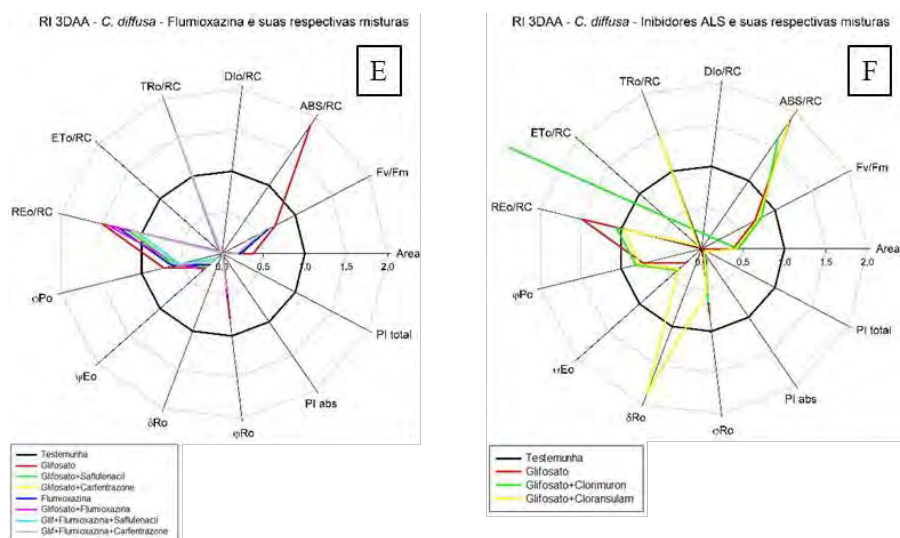 RI 3DAA - C. diffusa - Flumioxazina e suas respectivas misturas
E
DIo/RC
TRo/RC
ABS/RC
ETo/RC
Fv/Fm
REo/RC
Area
0,0 0,5 1,0 1,5 2,0
φPo
PI total
ψEo
PI abs
δRo
φRo
Testemunha
Glifosato
Glifosato+Saflufenacil
Glifosato+Carfentrazone
Flumioxazina
Glifosato+Flumioxazina
Glif+Flumioxazina+Saflufenacil
Glif+Flumioxazina+Carfentrazone
RI 3DAA - C. diffusa - Inibidores ALS e suas respectivas misturas
F
DIo/RC
TRo/RC
ABS/RC
ETo/RC
Fv/Fm
REo/RC
Area
0,0 0,5 1,0 1,5 2,0
φPo
PI total
ψEo
PI abs
δRo
φRo
Testemunha
Glifosato
Glifosato+Clorimuron
Glifosato+Cloransulam